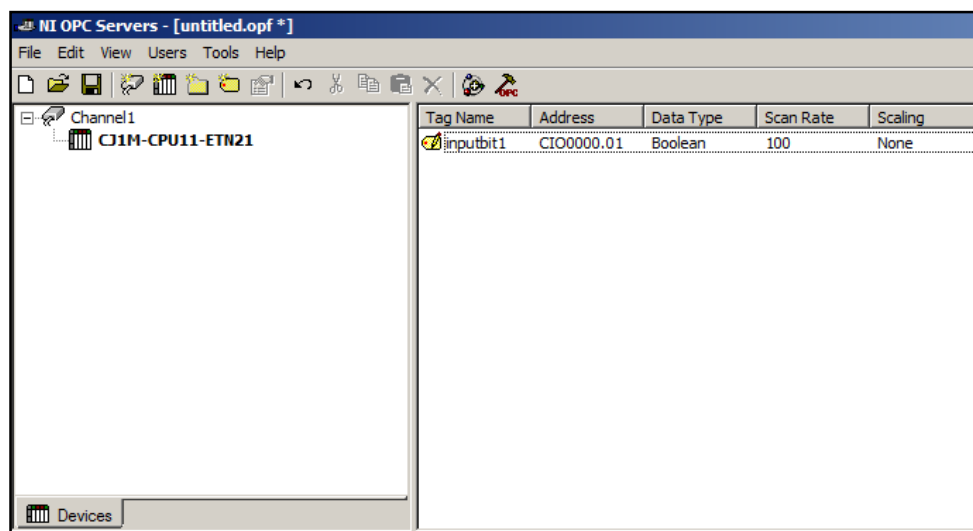 NI OPC Servers - [untitled.opf *]
File Edit View Users Tools Help
OPC
Channel1
CJ1M-CPU11-ETN21
Tag Name Address Data Type Scan Rate Scaling
inputbit1 CIO0000.01 Boolean 100 None
Devices